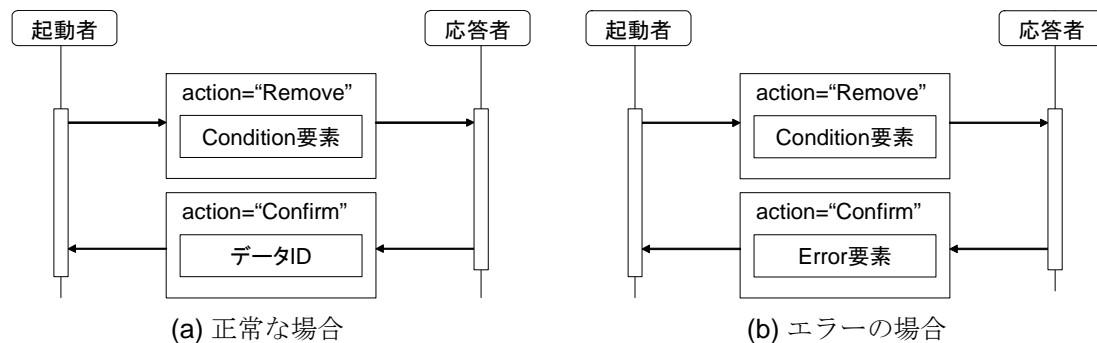 起動者
応答者
action=“Remove”
Condition要素
action=“Confirm”
データID
(a) 正常な場合
起動者
応答者
action=“Remove”
Condition要素
action=“Confirm”
Error要素
(b) エラーの場合